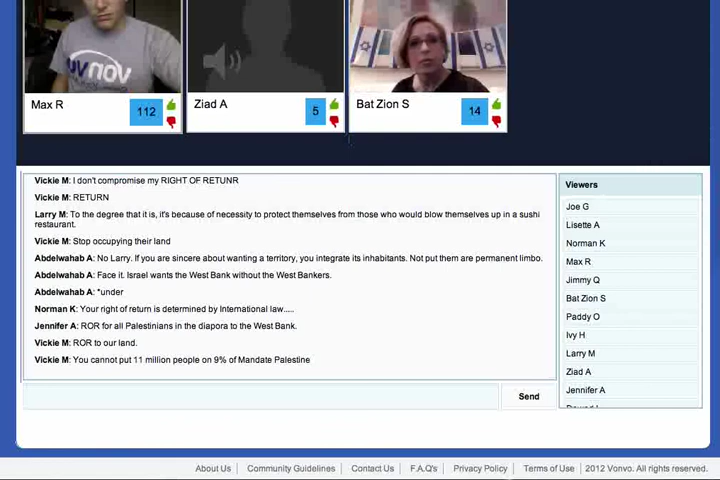 uvnov
Max R
112
Ziad A
5
Bat Zion S
14
Vickie M: I don't compromise my RIGHT OF RETUNR
Vickie M: RETURN
Larry M: To the degree that it is, it's because of necessity to protect themselves from those who would blow themselves up in a sushi
restaurant.
Vickie M: Stop occupying their land
Abdelwahab A: No Larry. If you are sincere about wanting a territory, you integrate its inhabitants. Not put them are permanent limbo.
Abdelwahab A: Face it. Israel wants the West Bank without the West Bankers.
Abdelwahab A: *under
Norman K: Your right of return is determined by International law.....
Jennifer A: ROR for all Palestinians in the diapora to the West Bank.
Vickie M: ROR to our land.
Vickie M: You cannot put 11 million people on 9% of Mandate Palestine
Send
Viewers
Joe G
Lisette A
Norman K
Max R
Jimmy Q
Bat Zion S
Paddy O
Ivy H
Larry M
Ziad A
Jennifer A
About Us | Community Guidelines | Contact Us | F.A.Q's | Privacy Policy | Terms of Use | 2012 Vonvo. All rights reserved.